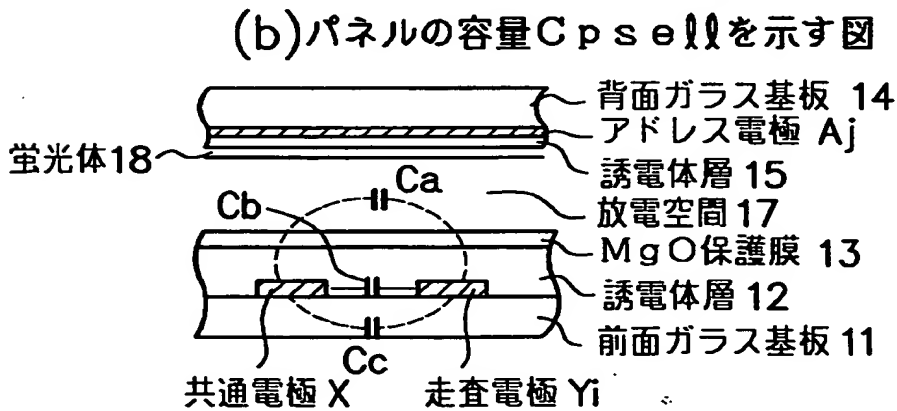 (b)パネルの容量Cpsellを示す図
背面ガラス基板 14
アドレス電極 Aj
蛍光体18
誘電体層 15
Ca
Cb
放電空間 17
MgO保護膜 13
誘電体層 12
前面ガラス基板 11
Cc
共通電極 X
走査電極 Yi